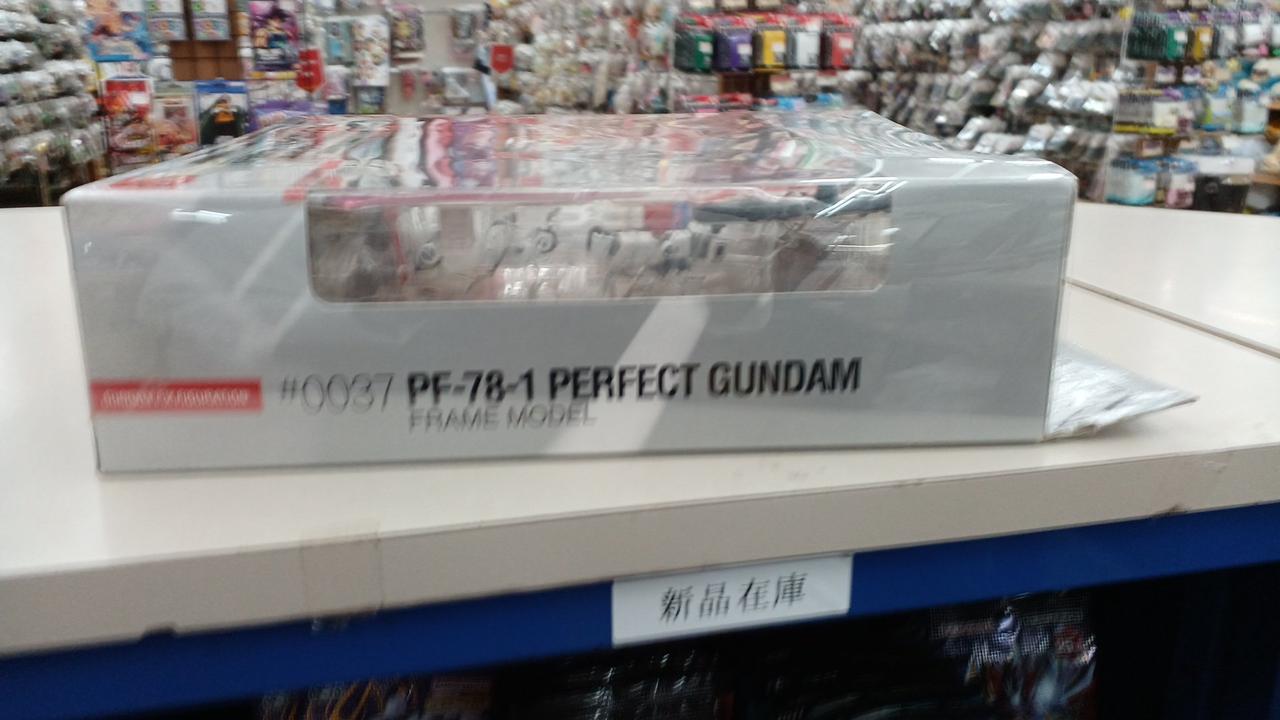 #0037 PF-78-1 PERFECT GUNDAM
FRAME MODEL
新品在庫